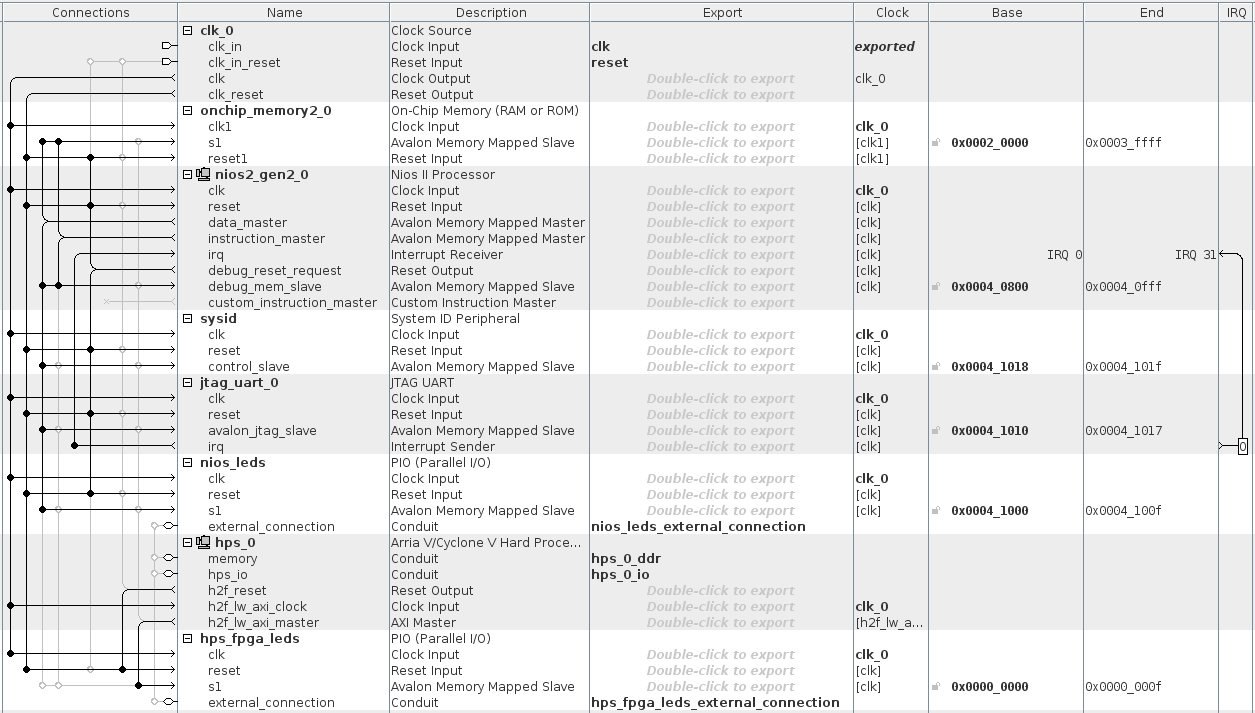 Connections Name Description Export Clock Base End IRQ
clk_0 Clock Source
clk_in Clock Input clk exported
clk_in_reset Reset Input reset
clk Clock Output Double-click to export clk_0
clk_reset Reset Output Double-click to export
onchip_memory2_0 On-Chip Memory (RAM or ROM)
clk1 Clock Input Double-click to export clk_0
s1 Avalon Memory Mapped Slave Double-click to export [clk1] 0x0002_0000 0x0003_ffff
reset1 Reset Input Double-click to export [clk1]
nios2_gen2_0 Nios II Processor
clk Clock Input Double-click to export clk_0
reset Reset Input Double-click to export [clk]
data_master Avalon Memory Mapped Master Double-click to export [clk]
instruction_master Avalon Memory Mapped Master Double-click to export [clk]
irq Interrupt Receiver Double-click to export [clk] IRQ 0 IRQ 31
debug_reset_request Reset Output Double-click to export [clk]
debug_mem_slave Avalon Memory Mapped Slave Double-click to export [clk] 0x0004_0800 0x0004_0fff
custom_instruction_master Custom Instruction Master Double-click to export
sysid System ID Peripheral
clk Clock Input Double-click to export clk_0
reset Reset Input Double-click to export [clk]
control_slave Avalon Memory Mapped Slave Double-click to export [clk] 0x0004_1018 0x0004_101f
jtag_uart_0 JTAG UART
clk Clock Input Double-click to export clk_0
reset Reset Input Double-click to export [clk]
avalon_jtag_slave Avalon Memory Mapped Slave Double-click to export [clk] 0x0004_1010 0x0004_1017
irq Interrupt Sender Double-click to export [clk] 0
nios_leds PIO (Parallel I/O)
clk Clock Input Double-click to export clk_0
reset Reset Input Double-click to export [clk]
s1 Avalon Memory Mapped Slave Double-click to export [clk] 0x0004_1000 0x0004_100f
external_connection Conduit nios_leds_external_connection
hps_0 Arria V/Cyclone V Hard Proce...
memory Conduit hps_0_ddr
hps_io Conduit hps_0_io
h2f_reset Reset Output Double-click to export
h2f_lw_axi_clock Clock Input Double-click to export clk_0
h2f_lw_axi_master AXI Master Double-click to export [h2f_lw_a...
hps_fpga_leds PIO (Parallel I/O)
clk Clock Input Double-click to export clk_0
reset Reset Input Double-click to export [clk]
s1 Avalon Memory Mapped Slave Double-click to export [clk] 0x0000_0000 0x0000_000f
external_connection Conduit hps_fpga_leds_external_connection